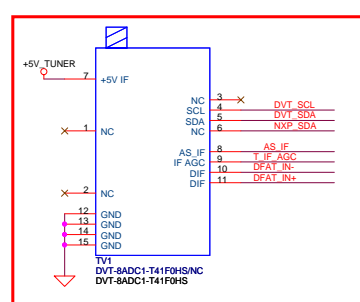 +5V_TUNER
7 +5V IF
NC 3
SCL 4 DVT_SCL
SDA 5 DVT_SDA
NC 6 NXP_SDA
1 NC
AS_IF 8 AS_IF
IF AGC 9 T_IF_AGC
DIF 10 DFAT_IN-
DIF 11 DFAT_IN+
2 NC
12 GND
13 GND
14 GND
15 GND
TV1
DVT-8ADC1-T41F0HS/NC
DVT-8ADC1-T41F0HS